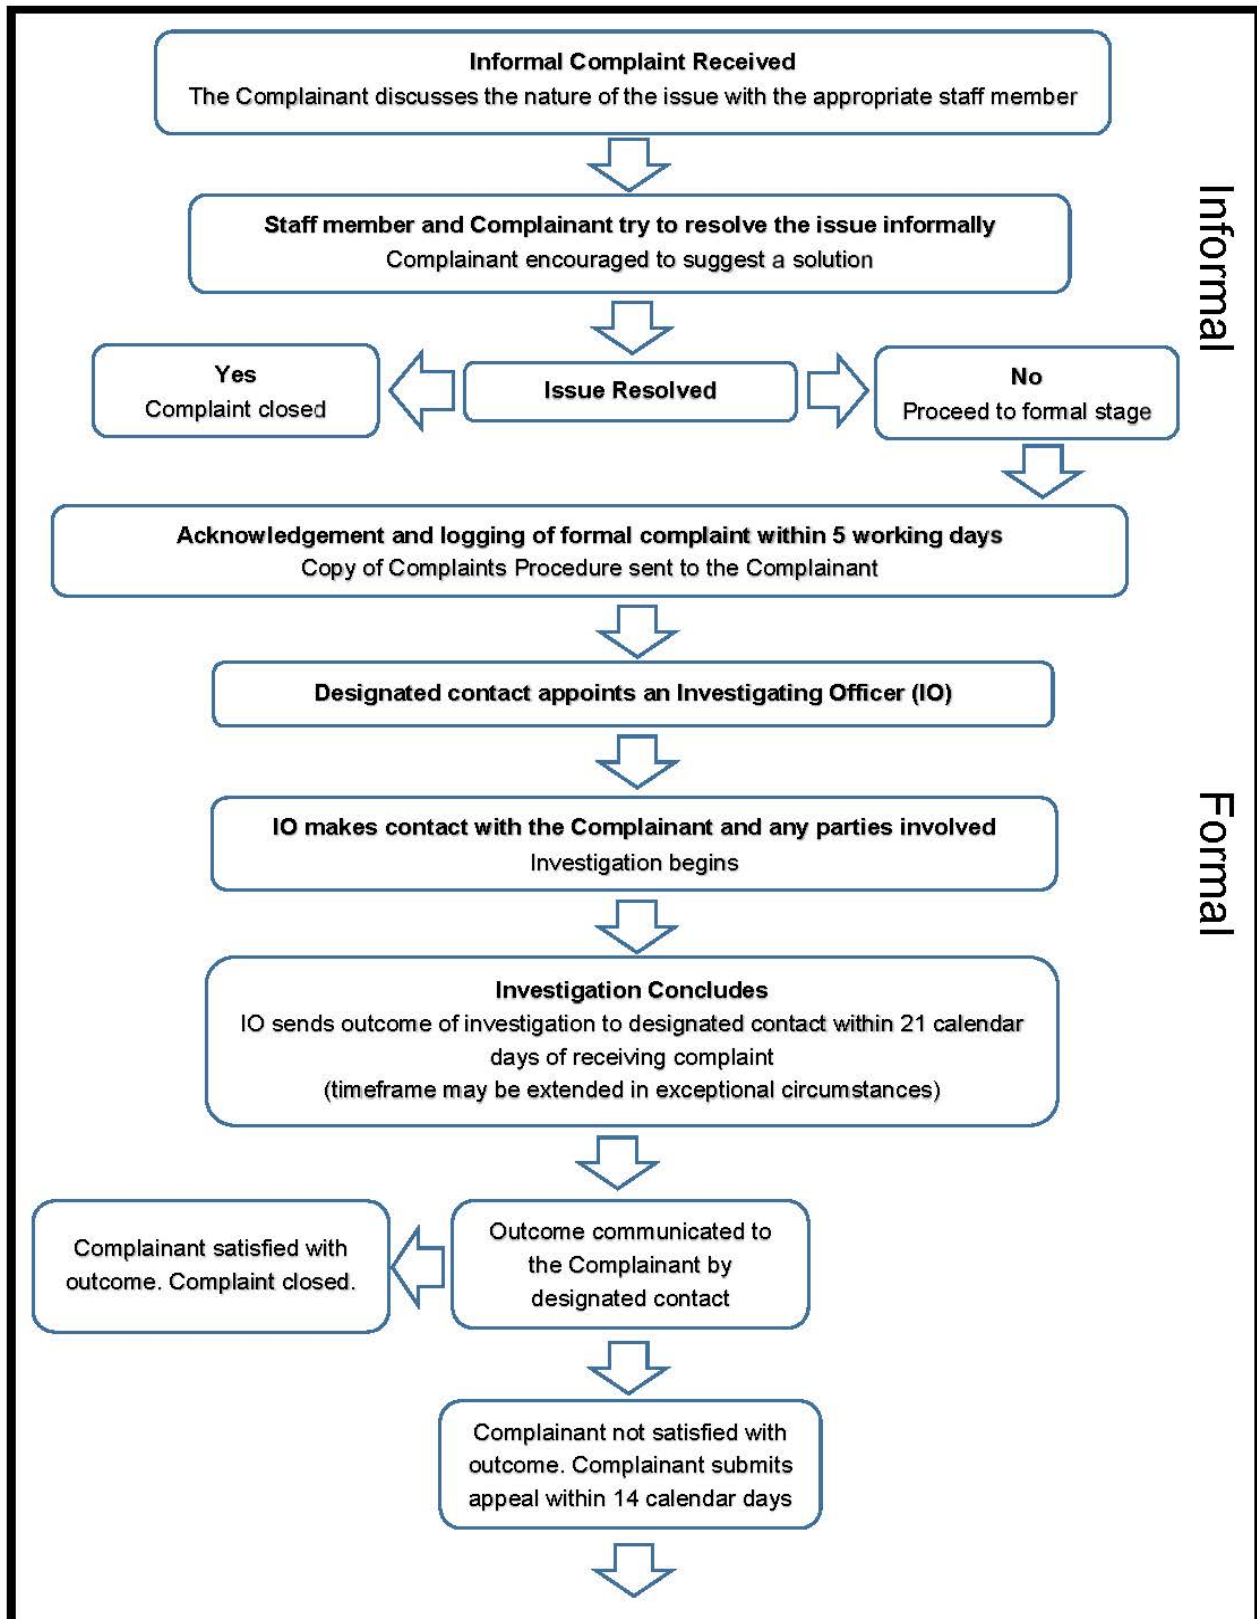 Informal Complaint Received
The Complainant discusses the nature of the issue with the appropriate staff member
Informal
Staff member and Complainant try to resolve the issue informally
Complainant encouraged to suggest a solution
Yes
Complaint closed
Issue Resolved
No
Proceed to formal stage
Acknowledgement and logging of formal complaint within 5 working days
Copy of Complaints Procedure sent to the Complainant
Designated contact appoints an Investigating Officer (IO)
Formal
IO makes contact with the Complainant and any parties involved
Investigation begins
Investigation Concludes
IO sends outcome of investigation to designated contact within 21 calendar
days of receiving complaint
(timeframe may be extended in exceptional circumstances)
Complainant satisfied with
outcome. Complaint closed.
Outcome communicated to
the Complainant by
designated contact
Complainant not satisfied with
outcome. Complainant submits
appeal within 14 calendar days